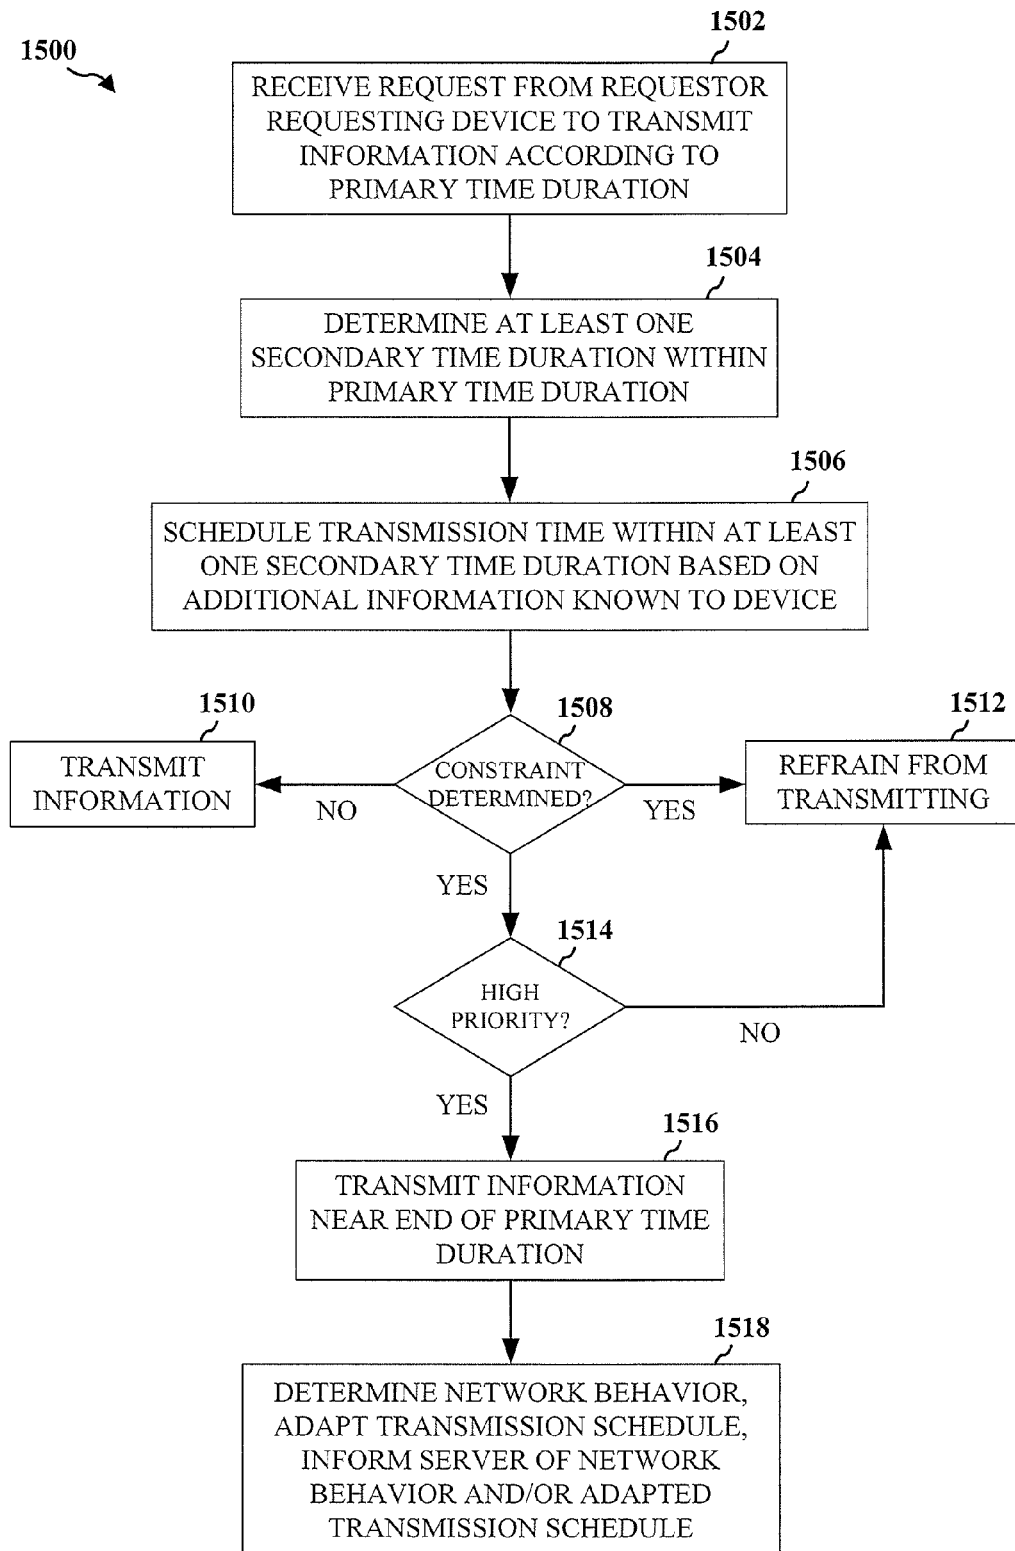 1500
1502
RECEIVE REQUEST FROM REQUESTOR
REQUESTING DEVICE TO TRANSMIT
INFORMATION ACCORDING TO
PRIMARY TIME DURATION
1504
DETERMINE AT LEAST ONE
SECONDARY TIME DURATION WITHIN
PRIMARY TIME DURATION
1506
SCHEDULE TRANSMISSION TIME WITHIN AT LEAST
ONE SECONDARY TIME DURATION BASED ON
ADDITIONAL INFORMATION KNOWN TO DEVICE
1508
CONSTRAINT
DETERMINED?
1510
TRANSMIT
INFORMATION
NO
YES
1512
REFRAIN FROM
TRANSMITTING
YES
1514
HIGH
PRIORITY?
NO
YES
1516
TRANSMIT INFORMATION
NEAR END OF PRIMARY TIME
DURATION
1518
DETERMINE NETWORK BEHAVIOR,
ADAPT TRANSMISSION SCHEDULE,
INFORM SERVER OF NETWORK
BEHAVIOR AND/OR ADAPTED
TRANSMISSION SCHEDULE